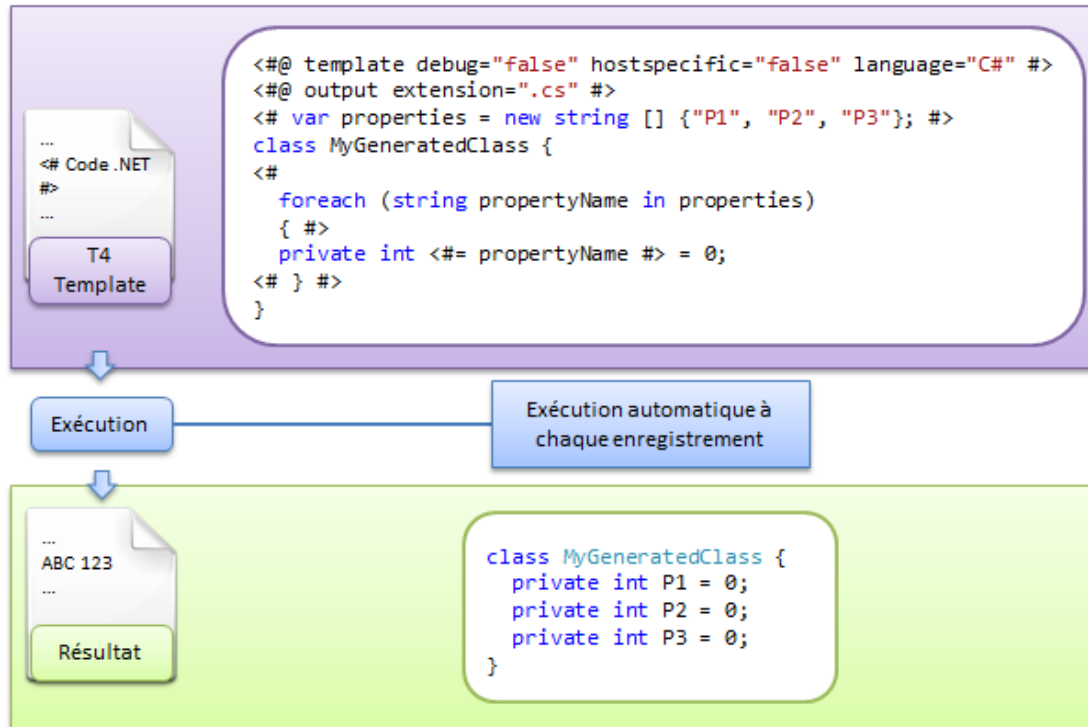 ...
<# Code .NET
#>
...
T4
Template
<#@ template debug="false" hostspecific="false" language="C#" #>
<#@ output extension=".cs" #>
<# var properties = new string [] {"P1", "P2", "P3"}; #>
class MyGeneratedClass {
<#
  foreach (string propertyName in properties)
  { #>
  private int <#= propertyName #> = 0;
<# } #>
}
Exécution
Exécution automatique à
chaque enregistrement
...
ABC 123
...
Résultat
class MyGeneratedClass {
  private int P1 = 0;
  private int P2 = 0;
  private int P3 = 0;
}